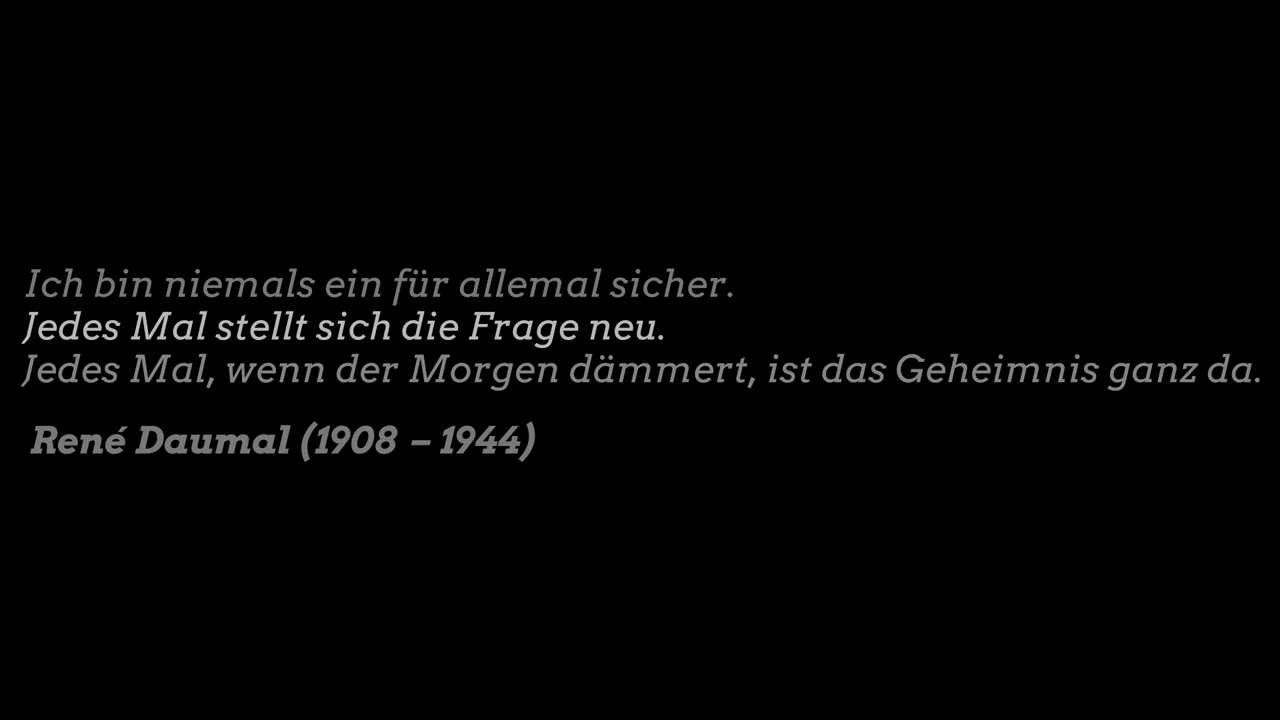 Ich bin niemals ein für allemal sicher.
Jedes Mal stellt sich die Frage neu.
Jedes Mal, wenn der Morgen dämmert, ist das Geheimnis ganz da.
René Daumal (1908 – 1944)